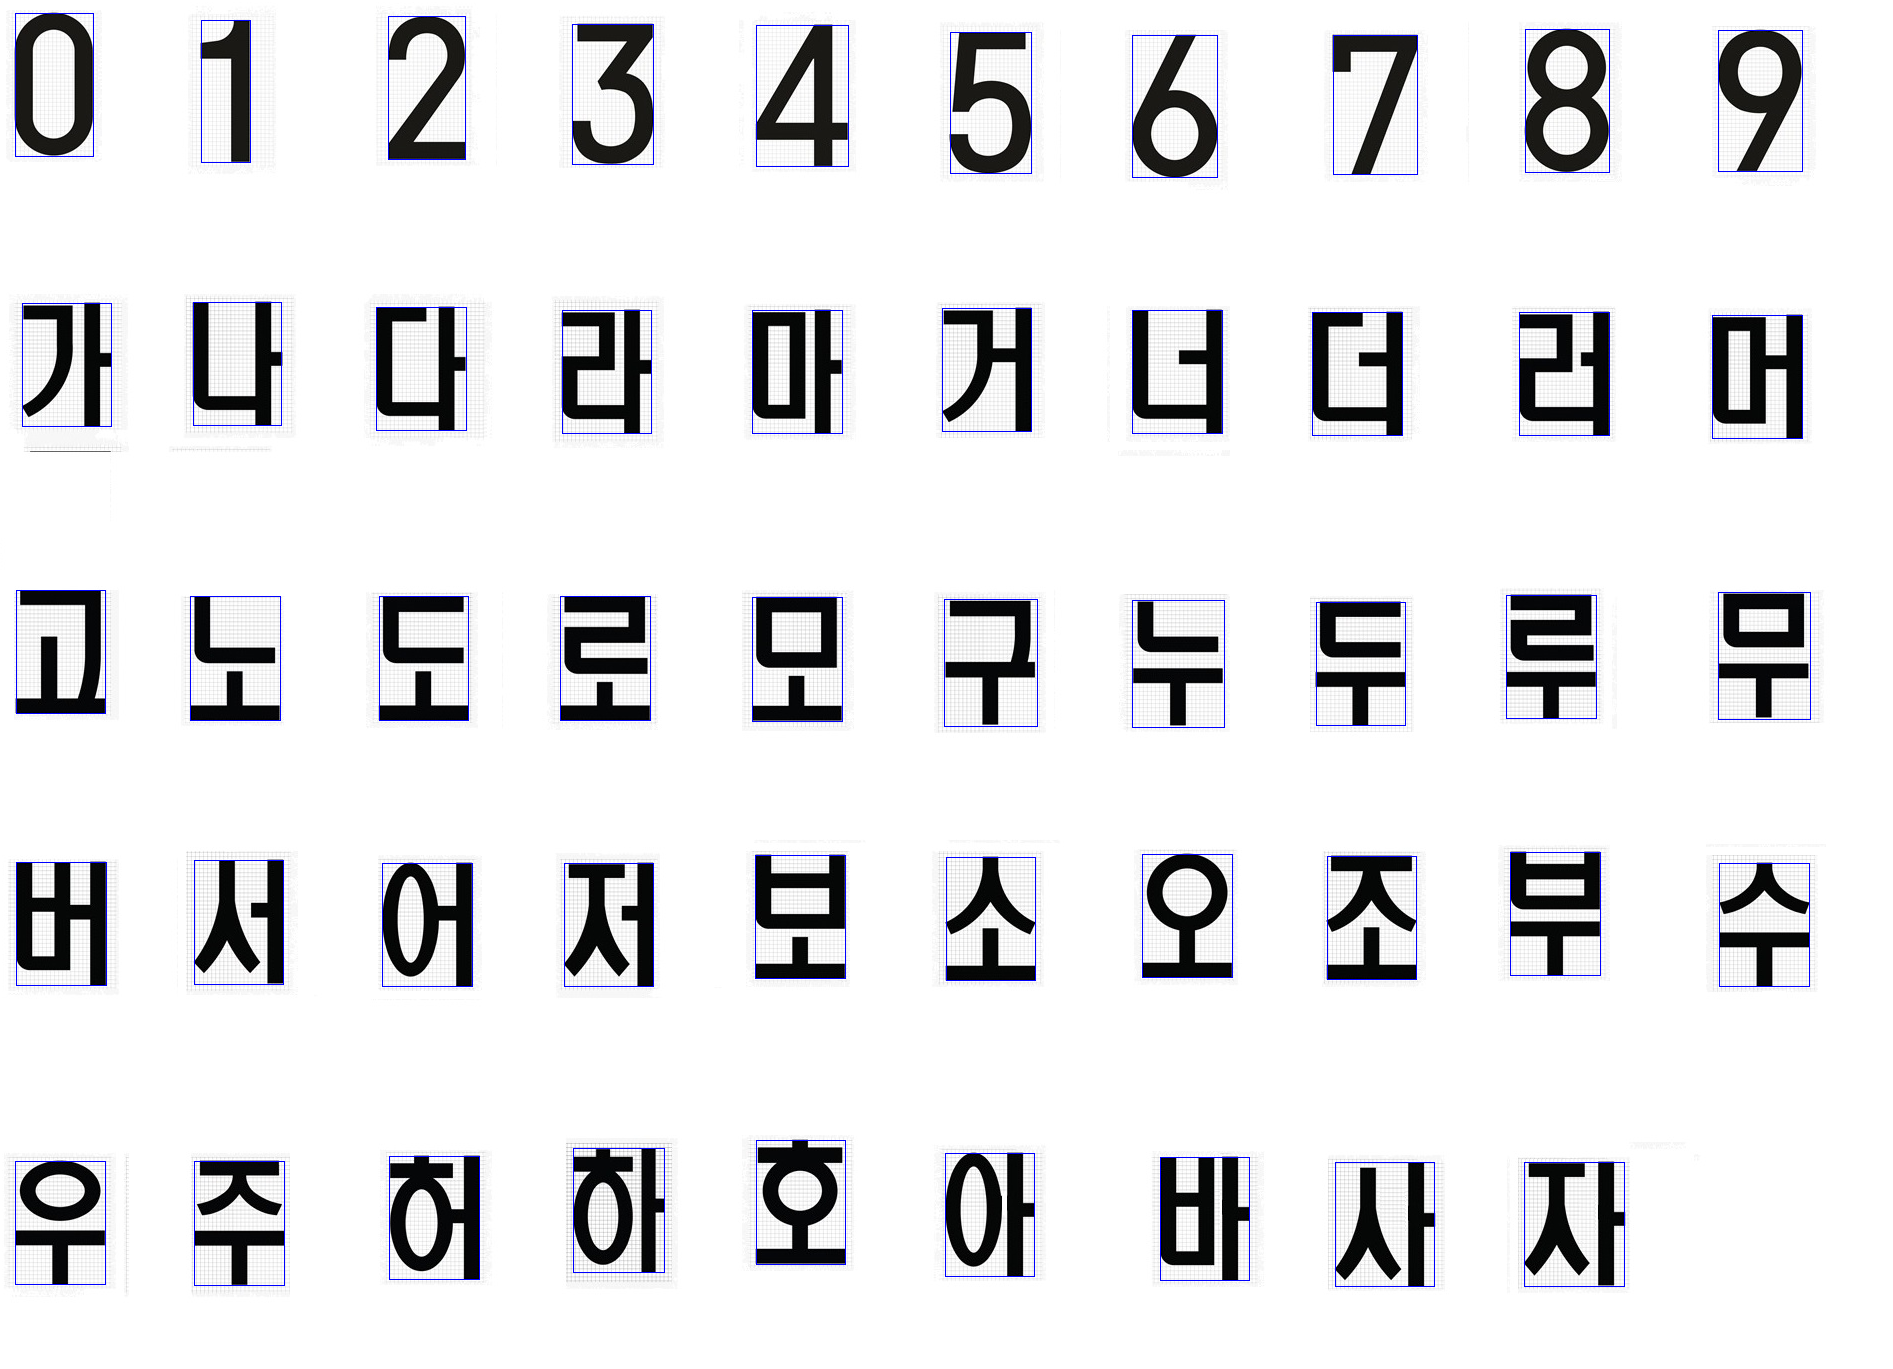 0 1 2 3 4 5 6 7 8 9
가 나 다 라 마 거 너 더 러 머
고 노 도 로 모 구 누 두 루 무
버 서 어 저 보 소 오 조 부 수
우 주 허 하 호 아 바 사 자